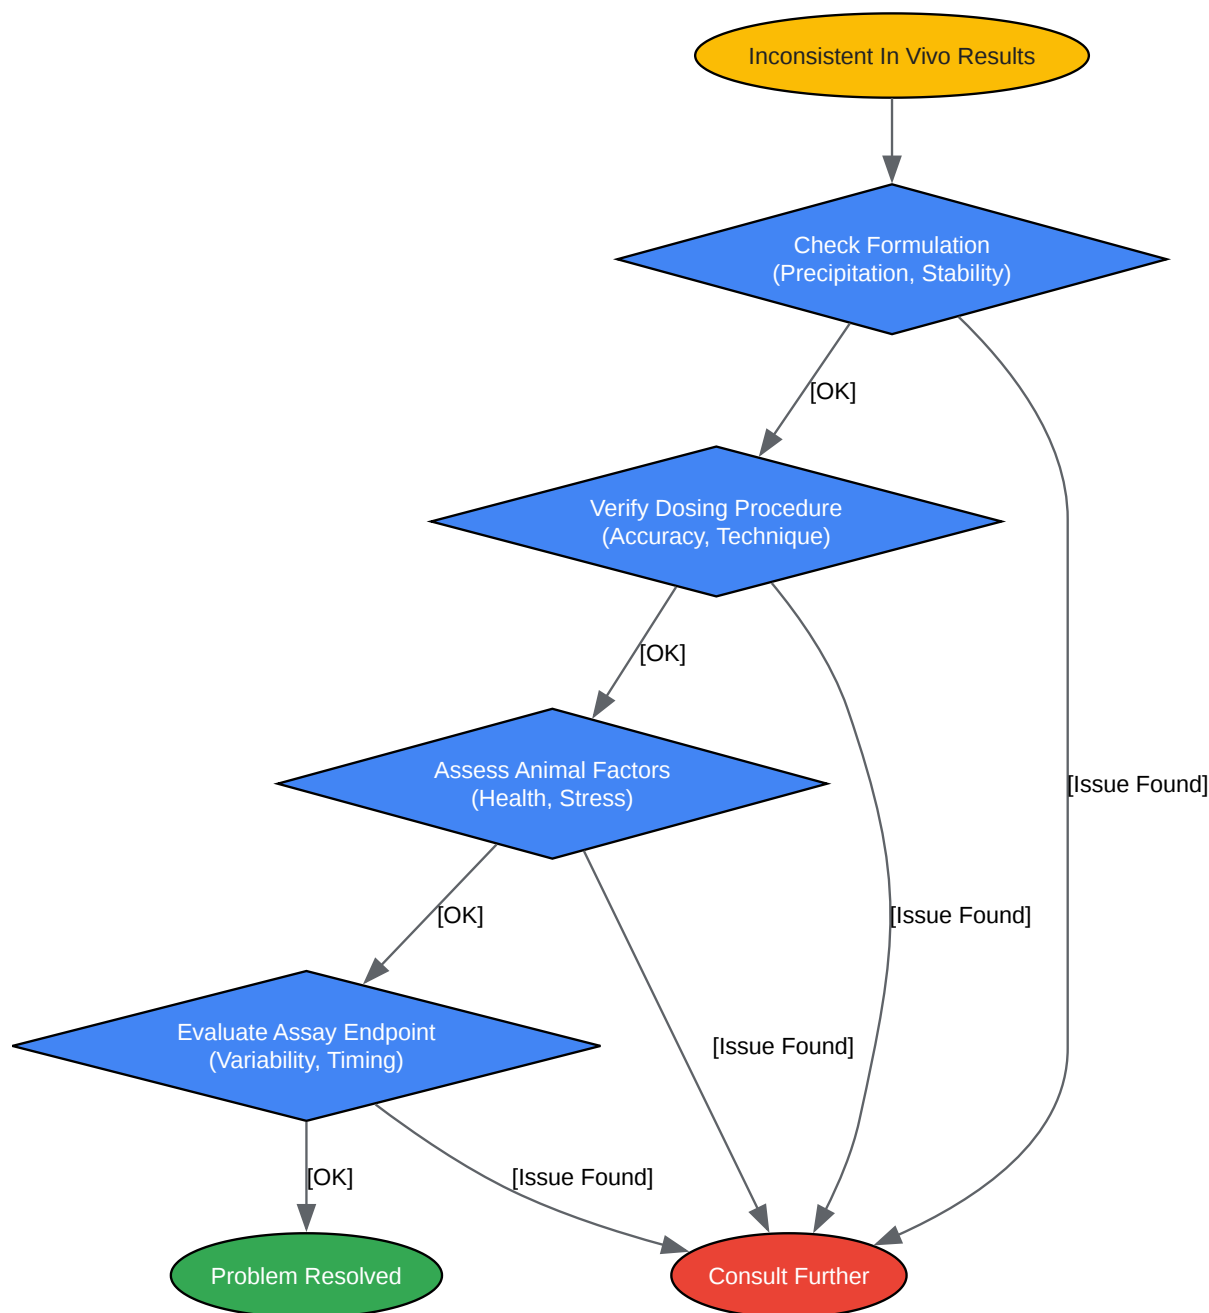 Inconsistent In Vivo Results
Check Formulation
(Precipitation, Stability)
[OK]
Verify Dosing Procedure
(Accuracy, Technique)
[OK]
Assess Animal Factors
(Health, Stress)
[Issue Found]
[OK]
[Issue Found]
Evaluate Assay Endpoint
(Variability, Timing)
[Issue Found]
[OK]
[Issue Found]
Problem Resolved
Consult Further